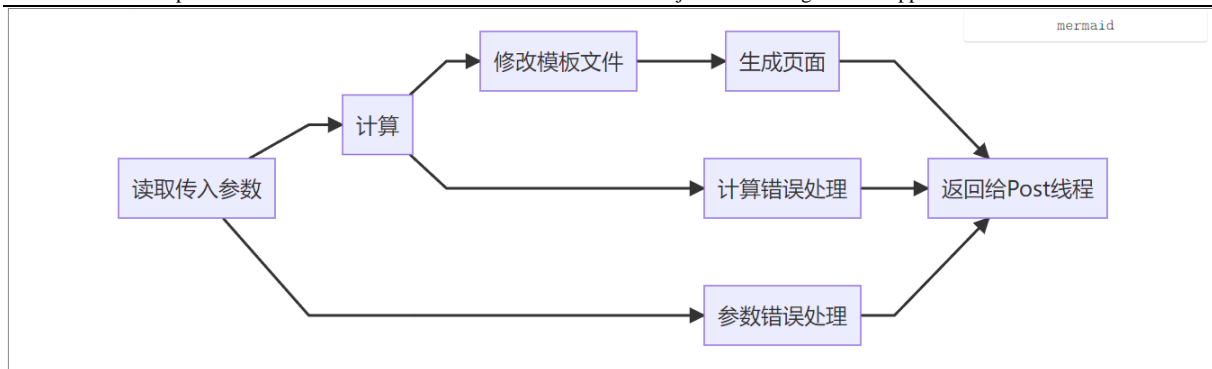 mermaid
修改模板文件
生成页面
计算
读取传入参数
计算错误处理
返回给Post线程
参数错误处理